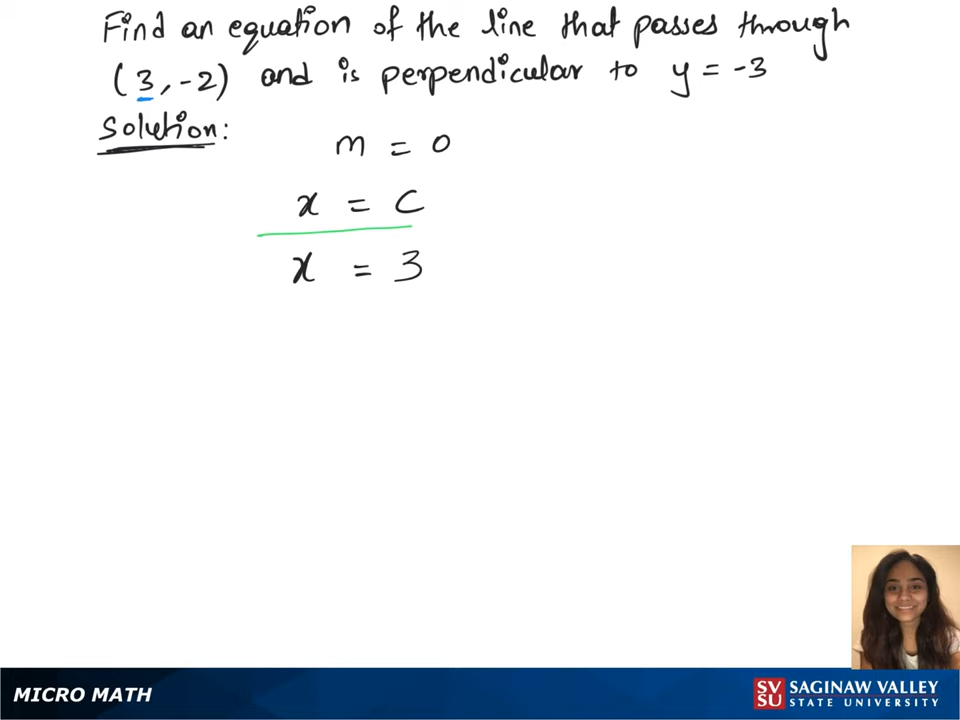 Find an equation of the line that passes through
(3, -2) and is perpendicular to y = -3
Solution:
m = 0
x = C
x = 3
MICRO MATH
SVSU SAGINAW VALLEY
STATE UNIVERSITY